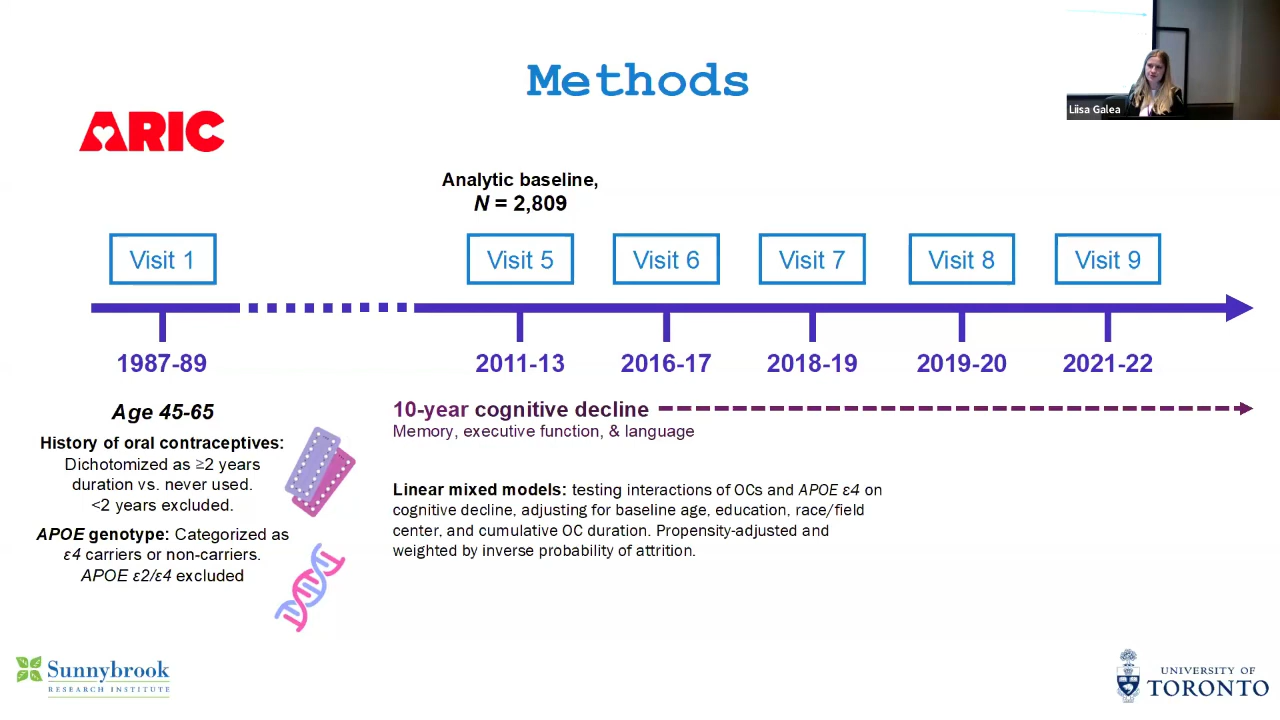 Methods
Liisa Galea
ARIC
Analytic baseline,
N = 2,809
Visit 1
Visit 5
Visit 6
Visit 7
Visit 8
Visit 9
1987-89
2011-13
2016-17
2018-19
2019-20
2021-22
Age 45-65
History of oral contraceptives:
Dichotomized as ≥2 years
duration vs. never used.
<2 years excluded.
APOE genotype: Categorized as
ε4 carriers or non-carriers.
APOE ε2/ε4 excluded
10-year cognitive decline
Memory, executive function, & language
Linear mixed models: testing interactions of OCs and APOE ε4 on
cognitive decline, adjusting for baseline age, education, race/field
center, and cumulative OC duration. Propensity-adjusted and
weighted by inverse probability of attrition.
Sunnybrook
RESEARCH INSTITUTE
UNIVERSITY OF
TORONTO